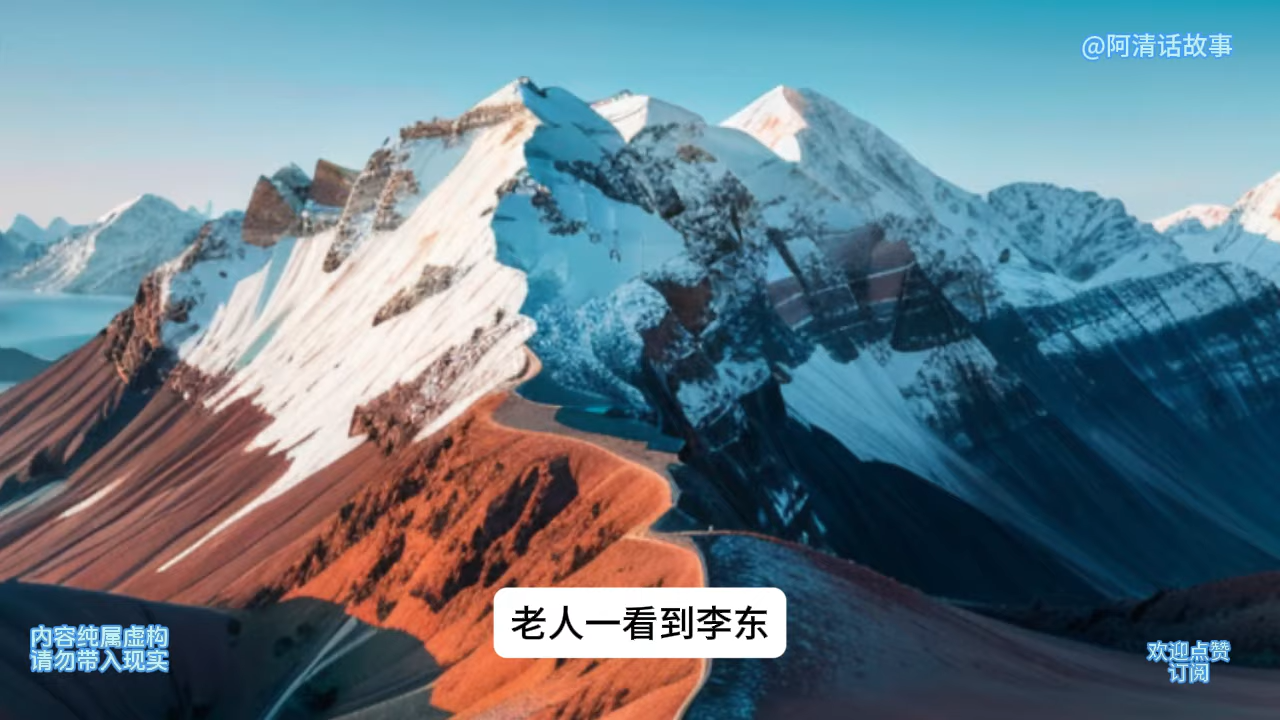 @阿清话故事
老人一看到李东
内容纯属虚构
请勿带入现实
欢迎点赞
订阅